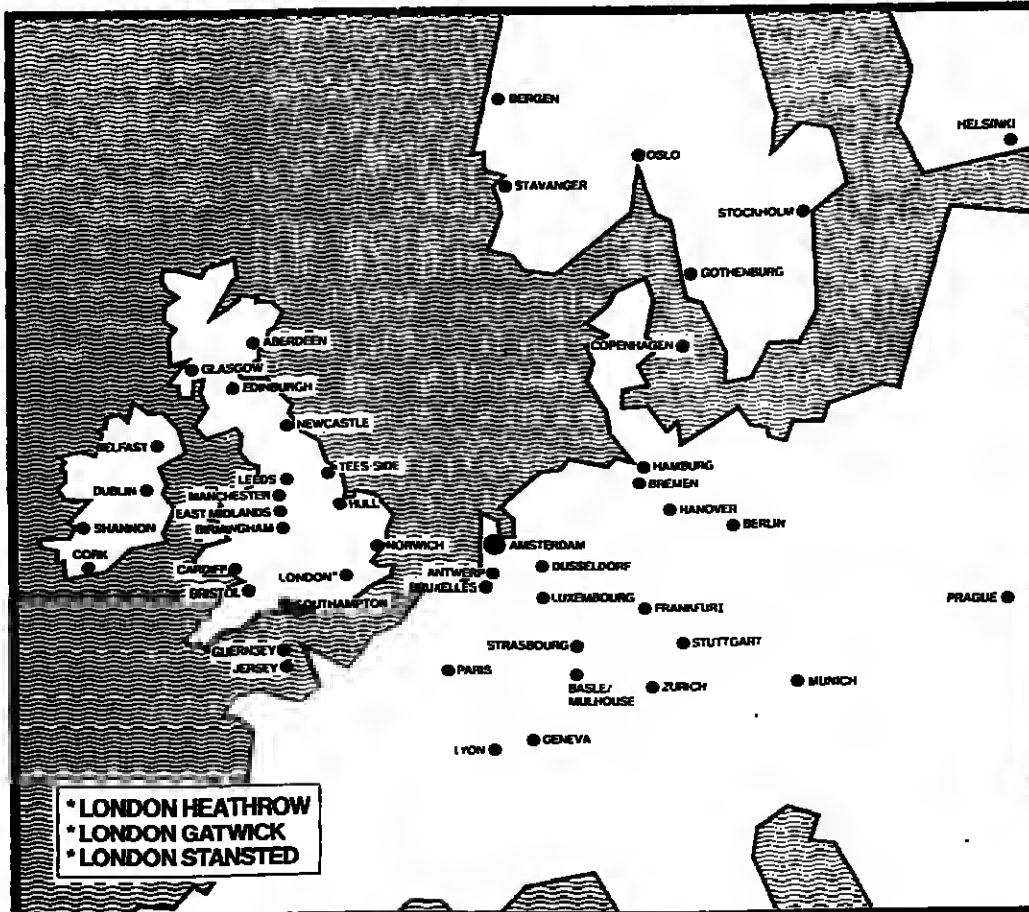 BERGEN
HELSINKI
OSLO
STAVANGER
STOCKHOLM
GOTHENBURG
ABERDEEN
COPENHAGEN
GLASGOW
EDINBURGH
NEWCASTLE
BELFAST
TEES-SIDE
HAMBURG
LEEDS
BREMEN
DUBLIN
MANCHESTER
HULL
EAST MIDLANDS
HANOVER
SHANNON
BIRMINGHAM
BERLIN
NORWICH
AMSTERDAM
CORK
CARDIFF
LONDON*
ANTWERP
DUSSELDORF
BRISTOL
BRUXELLES
SOUTHAMPTON
LUXEMBOURG
FRANKFURT
PRAGUE
GUERNSEY
STRASBOURG
STUTTGART
JERSEY
PARIS
BASLE/
MULHOUSE
ZURICH
MUNICH
GENEVA
LYON
* LONDON HEATHROW
* LONDON GATWICK
* LONDON STANSTED